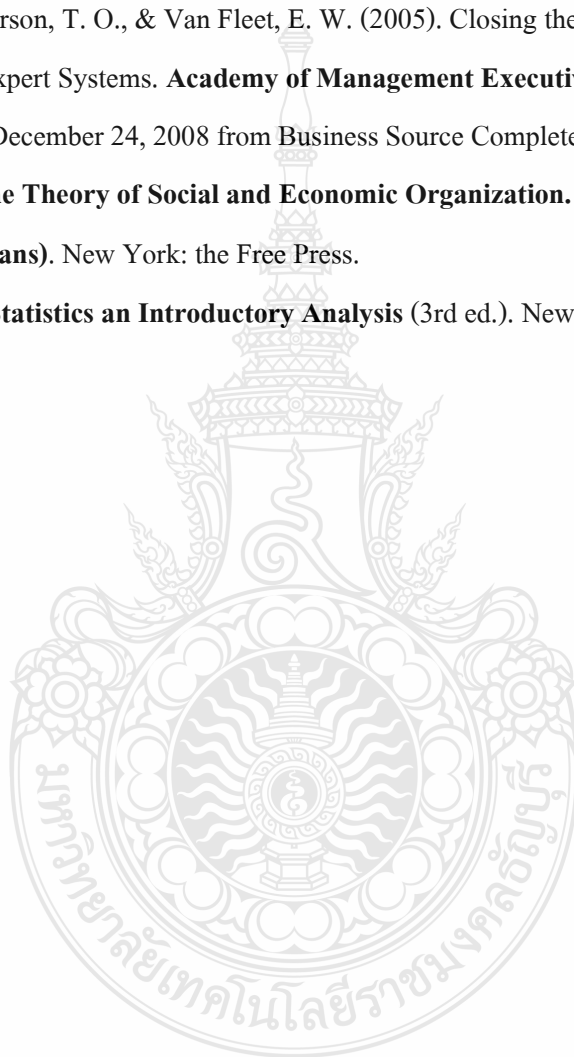 rson, T. O., & Van Fleet, E. W. (2005). Closing the
xpert Systems. Academy of Management Executiv
December 24, 2008 from Business Source Complete
e Theory of Social and Economic Organization.
ans). New York: the Free Press.
tatistics an Introductory Analysis (3rd ed.). New
มหาวิทยาลัยเทคโนโลยีราชมงคลธัญบุรี